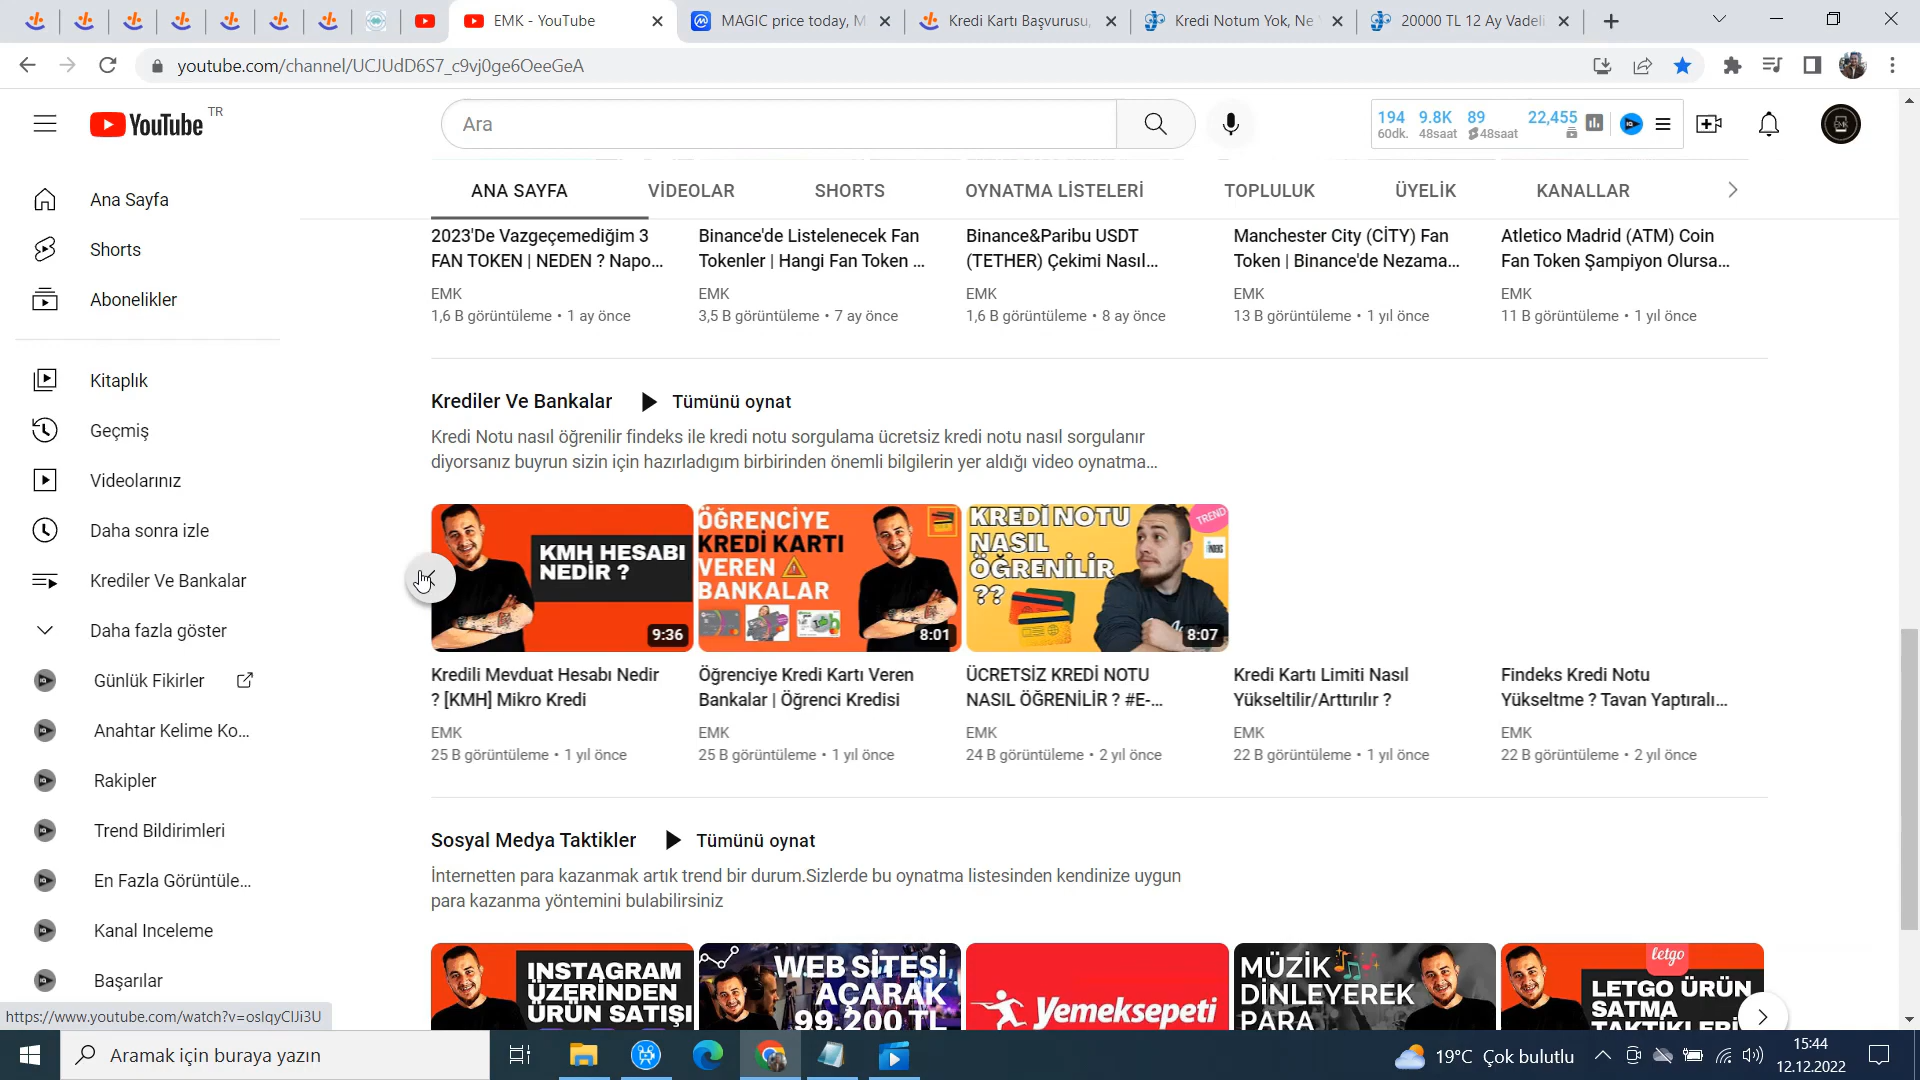 EMK - YouTube
MAGIC price today, M
Kredi Kartı Başvurusu,
Kredi Notum Yok, Ne
20000 TL 12 Ay Vadeli
youtube.com/channel/UCJUdD6S7_c9vj0ge6OeeGeA
YouTube TR
Ara
194 9.8K 89 22,455
60dk. 48saat 48saat
ANA SAYFA
VİDEOLAR
SHORTS
OYNATMA LİSTELERİ
TOPLULUK
ÜYELİK
KANALLAR
Ana Sayfa
Shorts
Abonelikler
Kitaplık
Geçmiş
Videolarınız
Daha sonra izle
Krediler Ve Bankalar
Daha fazla göster
Günlük Fikirler
Anahtar Kelime Ko...
Rakipler
Trend Bildirimleri
En Fazla Görüntüle...
Kanal Inceleme
Başarılar
2023'De Vazgeçemediğim 3
FAN TOKEN | NEDEN ? Napo...
EMK
1,6 B görüntüleme • 1 ay önce
Binance'de Listelenecek Fan
Tokenler | Hangi Fan Token ...
EMK
3,5 B görüntüleme • 7 ay önce
Binance&Paribu USDT
(TETHER) Çekimi Nasıl...
EMK
1,6 B görüntüleme • 8 ay önce
Manchester City (CİTY) Fan
Token | Binance'de Nezama...
EMK
13 B görüntüleme • 1 yıl önce
Atletico Madrid (ATM) Coin
Fan Token Şampiyon Olursa...
EMK
11 B görüntüleme • 1 yıl önce
Krediler Ve Bankalar
Tümünü oynat
Kredi Notu nasıl öğrenilir findeks ile kredi notu sorgulama ücretsiz kredi notu nasıl sorgulanır
diyorsanız buyrun sizin için hazırladıgım birbirinden önemli bilgilerin yer aldığı video oynatma...
KMH HESABI
NEDİR ?
9:36
ÖĞRENCİYE
KREDİ KARTI
VEREN
BANKALAR
8:01
KREDİ NOTU
NASIL
ÖĞRENİLİR
??
TREND
8:07
Kredili Mevduat Hesabı Nedir
? [KMH] Mikro Kredi
EMK
25 B görüntüleme • 1 yıl önce
Öğrenciye Kredi Kartı Veren
Bankalar | Öğrenci Kredisi
EMK
25 B görüntüleme • 1 yıl önce
ÜCRETSİZ KREDİ NOTU
NASIL ÖĞRENİLİR ? #E-...
EMK
24 B görüntüleme • 2 yıl önce
Kredi Kartı Limiti Nasıl
Yükseltilir/Arttırılır ?
EMK
22 B görüntüleme • 1 yıl önce
Findeks Kredi Notu
Yükseltme ? Tavan Yaptıralı...
EMK
22 B görüntüleme • 2 yıl önce
Sosyal Medya Taktikler
Tümünü oynat
İnternetten para kazanmak artık trend bir durum.Sizlerde bu oynatma listesinden kendinize uygun
para kazanma yöntemini bulabilirsiniz
INSTAGRAM
ÜZERİNDEN
ÜRÜN SATIŞI
WEB SİTESİ
AÇARAK
99.200 TL
Yemeksepeti
MÜZİK
DİNLEYEREK
PARA
letgo
LETGO ÜRÜN
SATMA
TAKTİKLERİ
https://www.youtube.com/watch?v=oslqyCIJi3U
Aramak için buraya yazın
19°C Çok bulutlu
15:44
12.12.2022